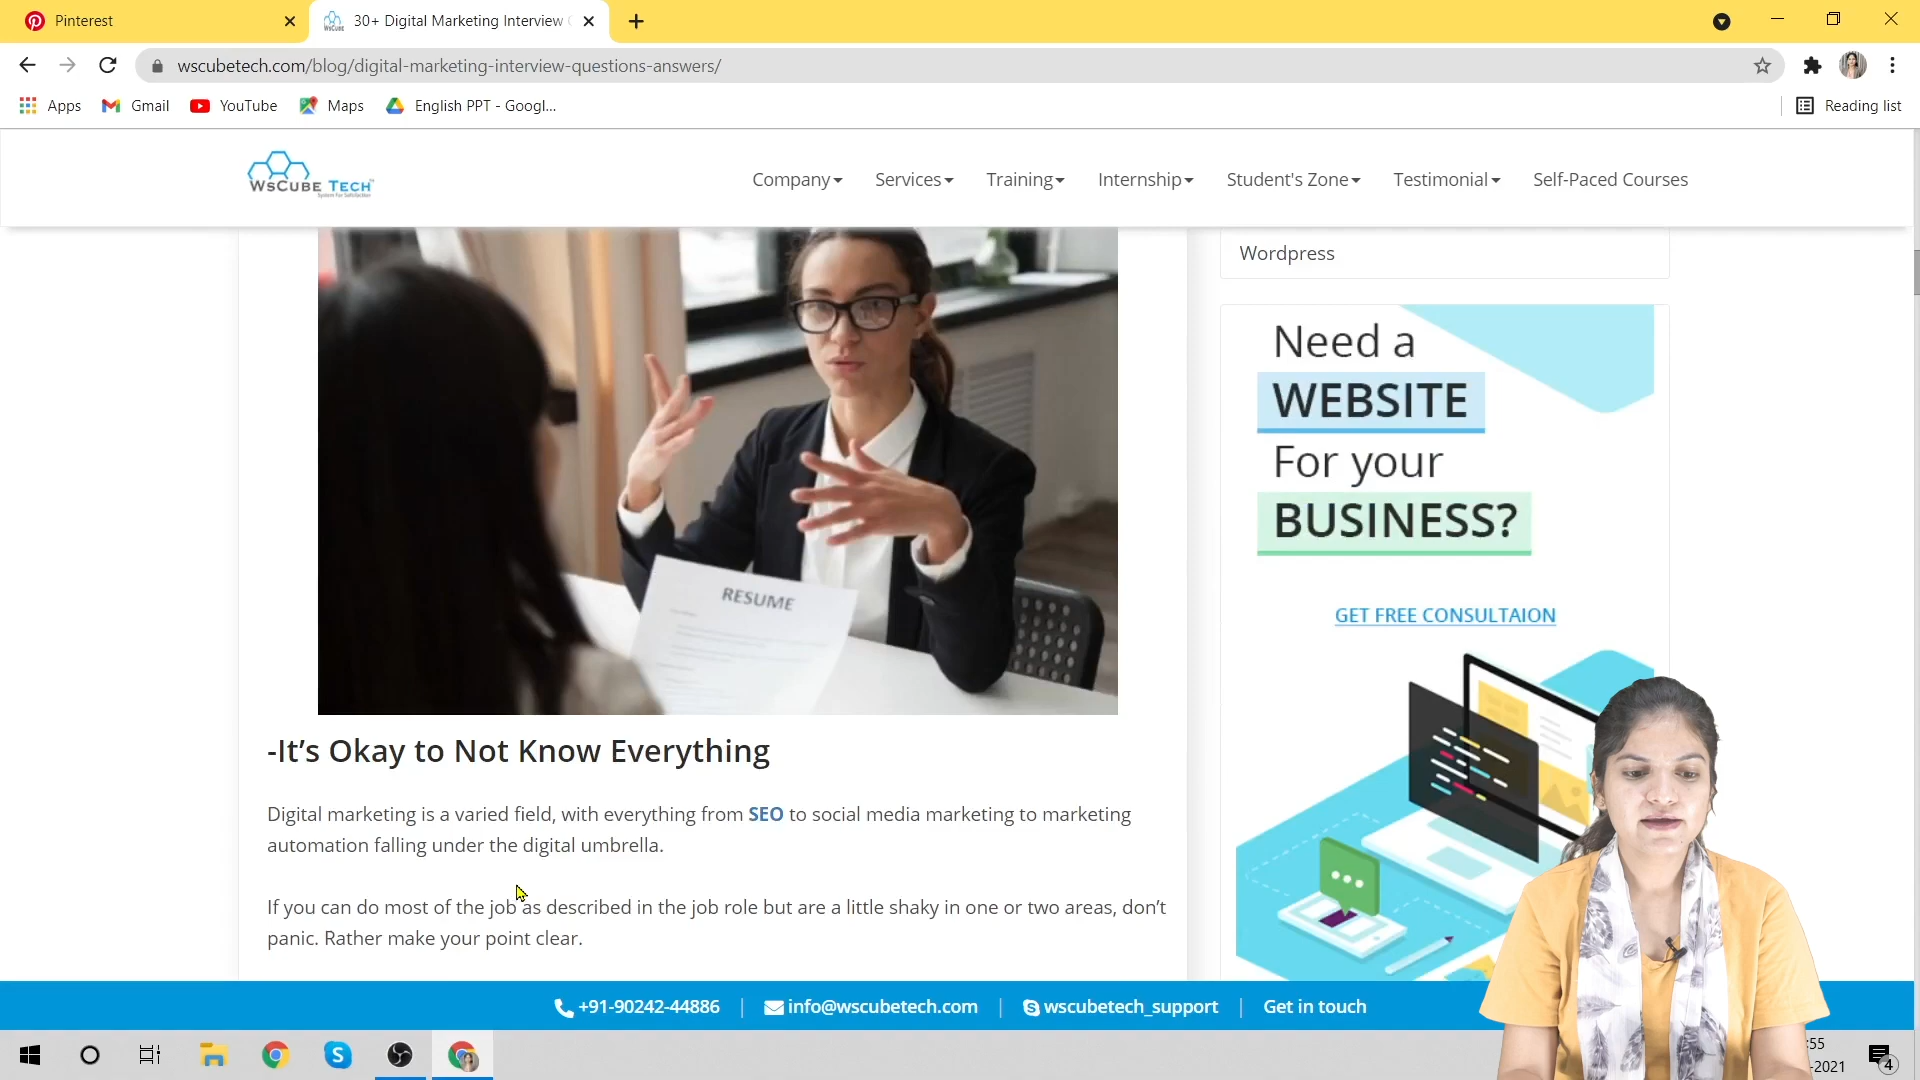 Pinterest
30+ Digital Marketing Interview
wscubetech.com/blog/digital-marketing-interview-questions-answers/
Apps
Gmail
YouTube
Maps
English PPT - Googl...
Reading list
WSCUBE TECH
Company
Services
Training
Internship
Student's Zone
Testimonial
Self-Paced Courses
RESUME
-It's Okay to Not Know Everything
Digital marketing is a varied field, with everything from SEO to social media marketing to marketing
automation falling under the digital umbrella.
If you can do most of the job as described in the job role but are a little shaky in one or two areas, don't
panic. Rather make your point clear.
Wordpress
Need a
WEBSITE
For your
BUSINESS?
GET FREE CONSULTAION
+91-90242-44886
info@wscubetech.com
wscubetech_support
Get in touch
:55
-2021
4